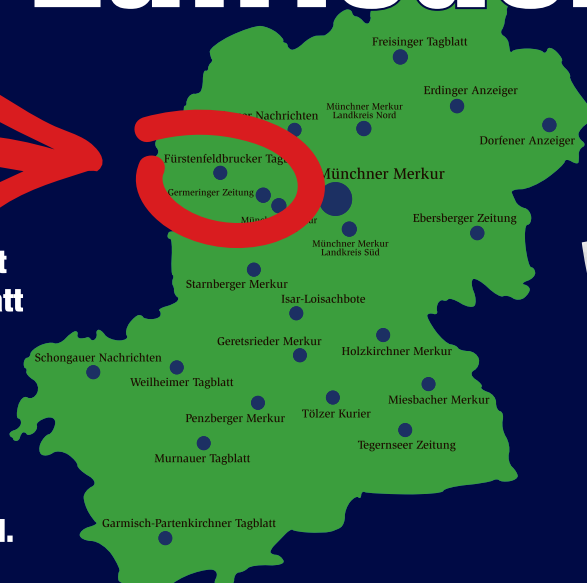 Freisinger Tagblatt
Erdinger Anzeiger
Münchner Merkur
Landkreis Nord
Nachrichten
Dorfener Anzeiger
Fürstenfeldbrucker
Münchner Merkur
Germeringer Zeitung
Ebersberger Zeitung
Münchner Merkur
Landkreis Süd
Starnberger Merkur
Isar-Loisachbote
Geretsrieder Merkur
Holzkirchner Merkur
Schongauer Nachrichten
Weilheimer Tagblatt
Miesbacher Merkur
Penzberger Merkur
Tölzer Kurier
Tegernseer Zeitung
Murnauer Tagblatt
Garmisch-Partenkirchner Tagblatt